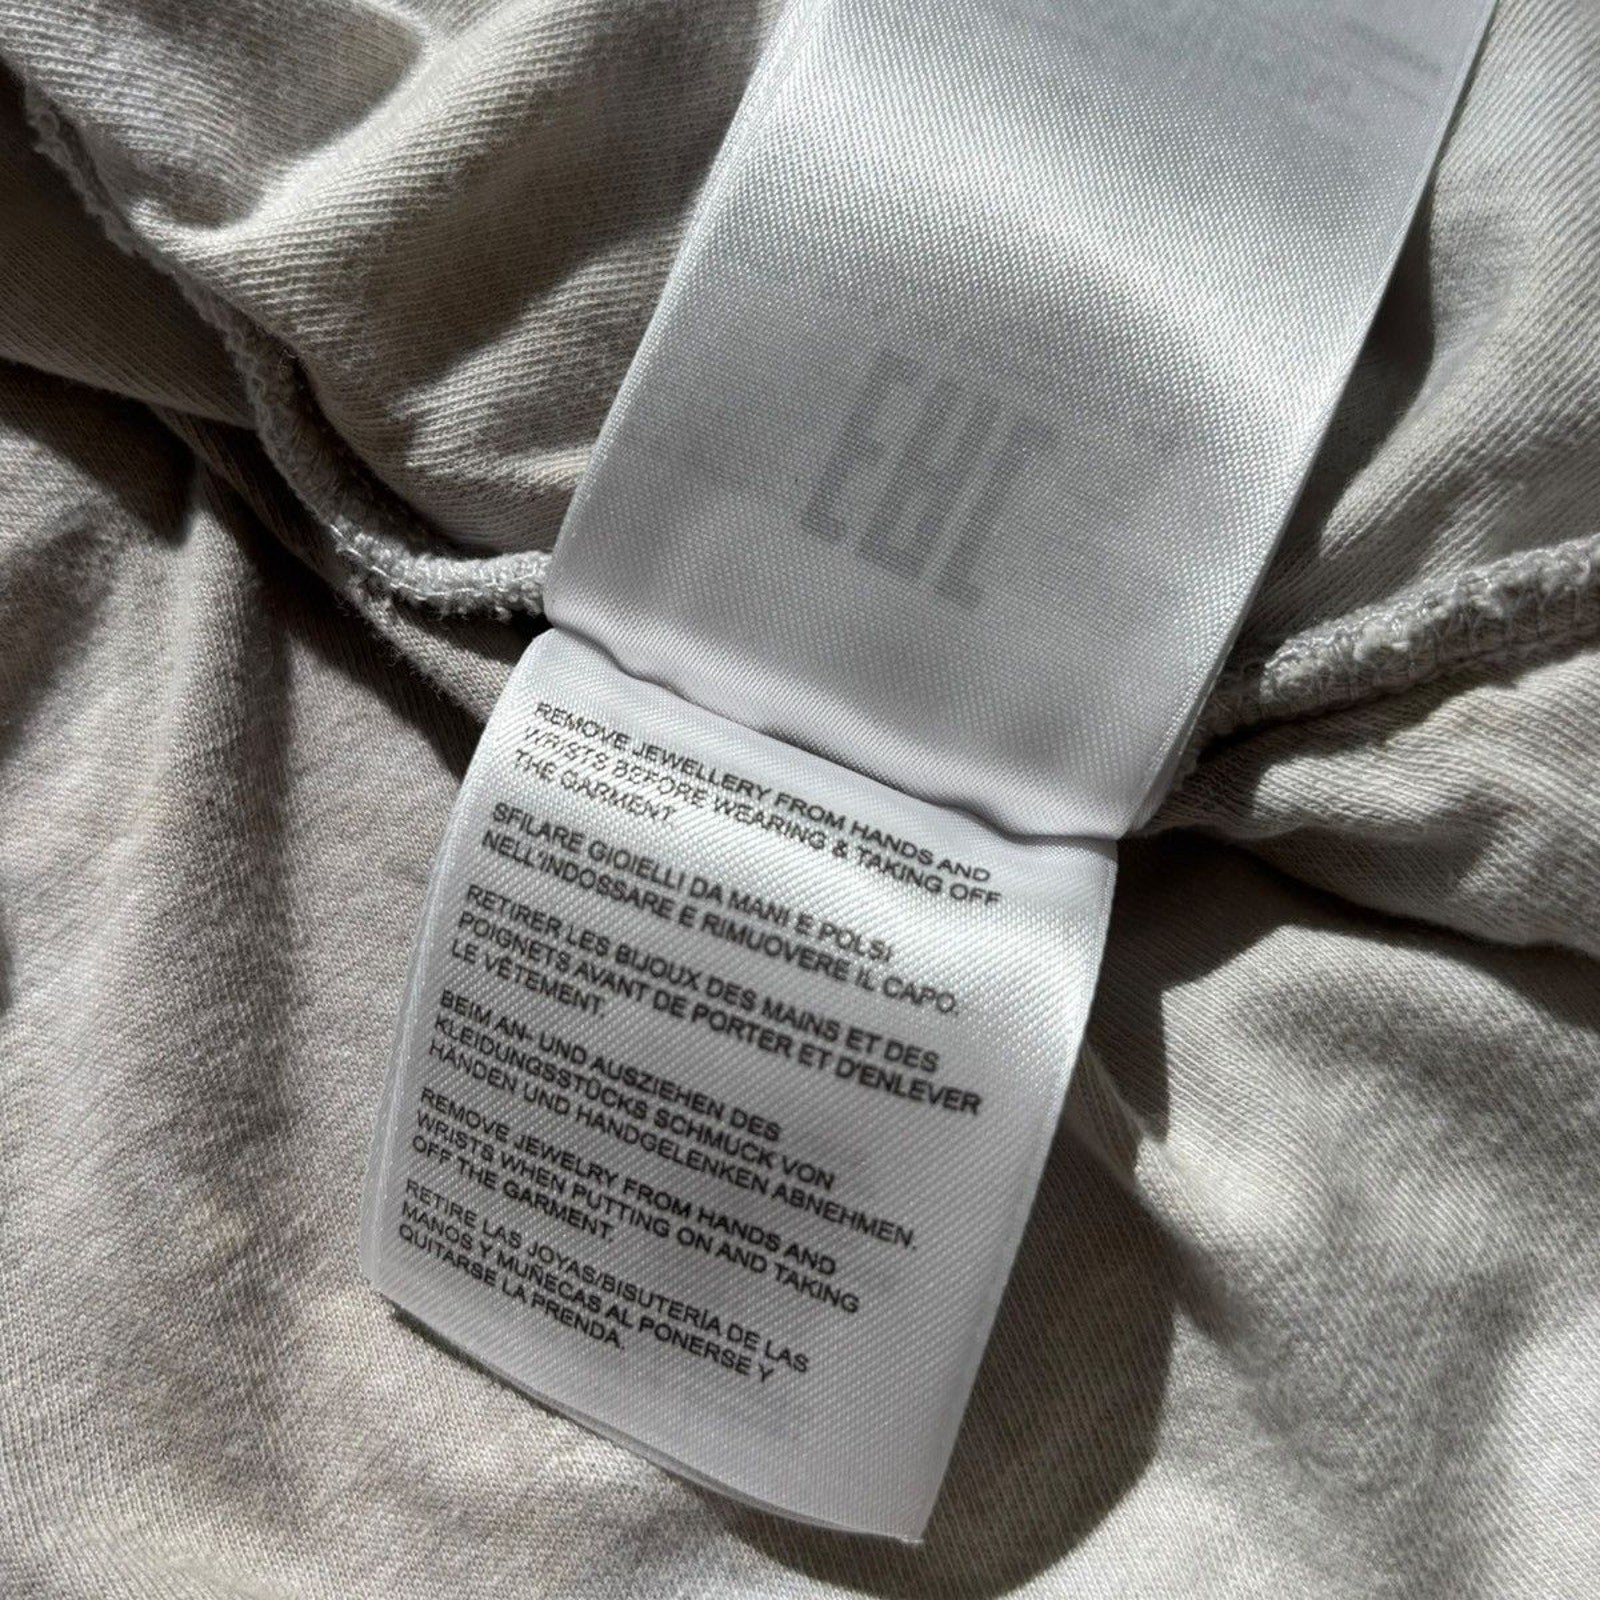 EAC
REMOVE JEWELLERY FROM HANDS AND
WRISTS BEFORE WEARING & TAKING OFF
THE GARMENT.
SFILARE GIOIELLI DA MANI E POLSI
NELL'INDOSSARE E RIMUOVERE IL CAPO.
RETIRER LES BIJOUX DES MAINS ET DES
POIGNETS AVANT DE PORTER ET D'ENLEVER
LE VÊTEMENT.
BEIM AN- UND AUSZIEHEN DES
KLEIDUNGSSTÜCKS SCHMUCK VON
HÄNDEN UND HANDGELENKEN ABNEHMEN.
REMOVE JEWELRY FROM HANDS AND
WRISTS WHEN PUTTING ON AND TAKING
OFF THE GARMENT.
RETIRE LAS JOYAS/BISUTERÍA DE LAS
MANOS Y MUÑECAS AL PONERSE Y
QUITARSE LA PRENDA.